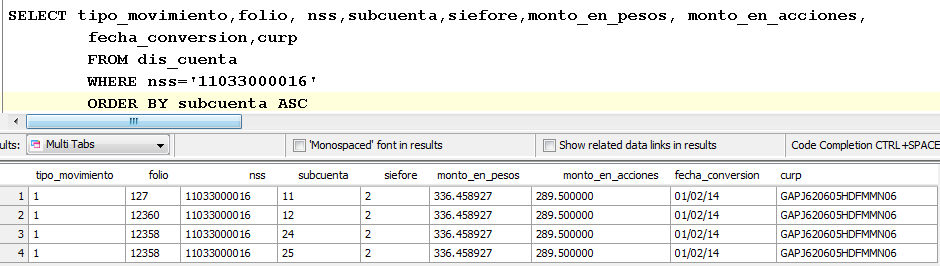 SELECT tipo_movimiento,folio, nss,subcuenta,siefore,monto_en_pesos, monto_en_acciones,
fecha_conversion,curp
FROM dis_cuenta
WHERE nss='11033000016'
ORDER BY subcuenta ASC
ults: Multi Tabs 'Monospaced' font in results Show related data links in results Code Completion CTRL+SPACE
tipo_movimiento folio nss subcuenta siefore monto_en_pesos monto_en_acciones fecha_conversion curp
1 1 127 11033000016 11 2 336.458927 289.500000 01/02/14 GAPJ620605HDFMMN06
2 1 12360 11033000016 12 2 336.458927 289.500000 01/02/14 GAPJ620605HDFMMN06
3 1 12358 11033000016 24 2 336.458927 289.500000 01/02/14 GAPJ620605HDFMMN06
4 1 12358 11033000016 25 2 336.458927 289.500000 01/02/14 GAPJ620605HDFMMN06